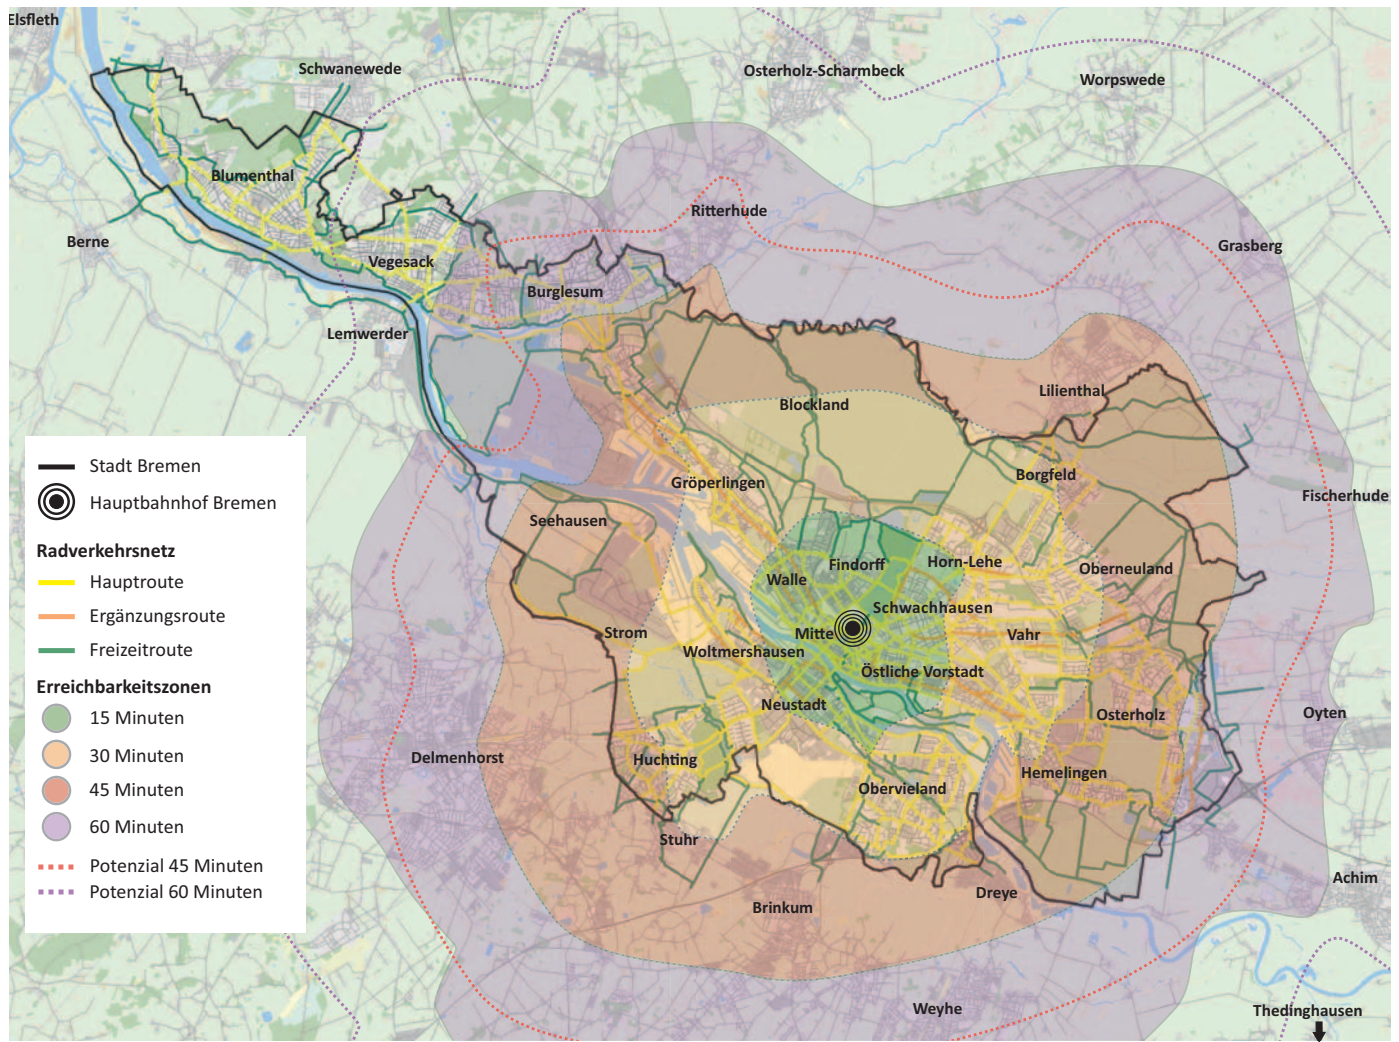 Elsfleth
Schwanewede
Osterholz-Scharmbeck
Worpswede
Blumenthal
Ritterhude
Berne
Grasberg
Vegesack
Burglesum
Lemwerder
Lilienthal
Blockland
Borgfeld
Gröperlingen
Fischerhude
Seehausen
Findorff
Horn-Lehe
Oberneuland
Walle
Schwachhausen
Strom
Mitte
Vahr
Woltmershausen
Östliche Vorstadt
Neustadt
Osterholz
Oyten
Delmenhorst
Huchting
Hemelingen
Obervieland
Stuhr
Achim
Dreye
Brinkum
Weyhe
Thedinghausen
Stadt Bremen
Hauptbahnhof Bremen
Radverkehrsnetz
Hauptroute
Ergänzungsroute
Freizeitroute
Erreichbarkeitszonen
15 Minuten
30 Minuten
45 Minuten
60 Minuten
Potenzial 45 Minuten
Potenzial 60 Minuten